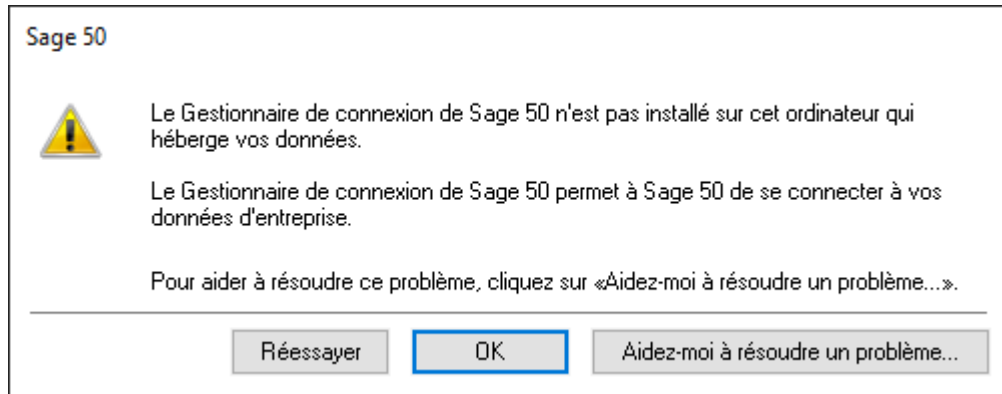 Sage 50
Le Gestionnaire de connexion de Sage 50 n'est pas installé sur cet ordinateur qui
héberge vos données.
Le Gestionnaire de connexion de Sage 50 permet à Sage 50 de se connecter à vos
données d'entreprise.
Pour aider à résoudre ce problème, cliquez sur «Aidez-moi à résoudre un problème...».
Réessayer
OK
Aidez-moi à résoudre un problème...